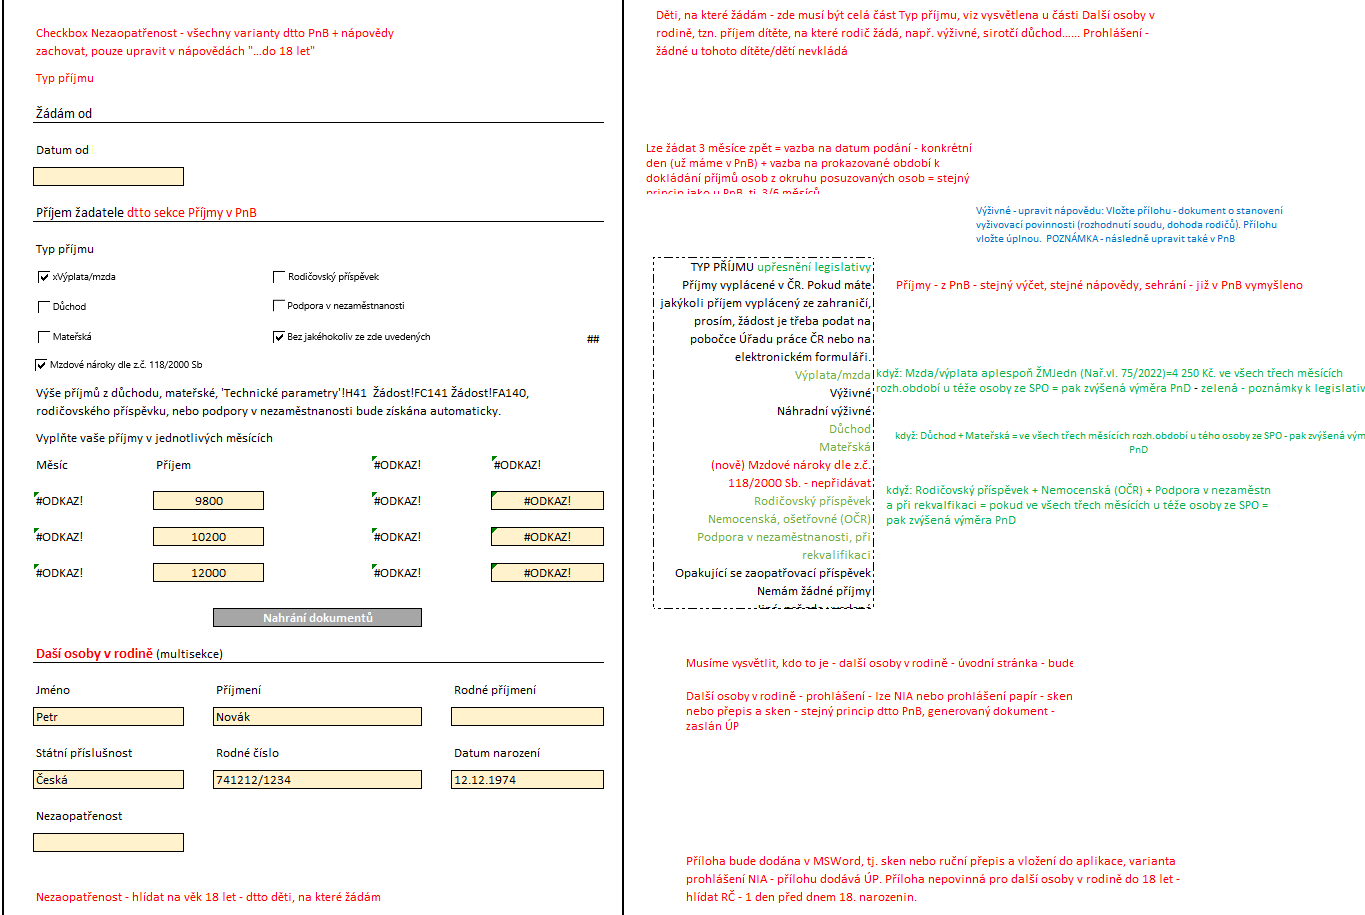 Checkbox Nezaopatřenost - všechny varianty dtto PnB + nápovědy
zachovat, pouze upravit v nápovědách "...do 18 let"
Typ příjmu
Žádám od
Datum od
Příjem žadatele dtto sekce Příjmy v PnB
Typ příjmu
xVýplata/mzda
Rodičovský příspěvek
Důchod
Podpora v nezaměstnanosti
Mateřská
Bez jakéhokoliv ze zde uvedených
##
Mzdové nároky dle z.č. 118/2000 Sb
Výše příjmů z důchodu, mateřské, 'Technické parametry'!H41 Žádost!FC141 Žádost!FA140,
rodičovského příspěvku, nebo podpory v nezaměstnanosti bude získána automaticky.
Vyplňte vaše příjmy v jednotlivých měsících
Měsíc Příjem #ODKAZ! #ODKAZ!
#ODKAZ! 9800 #ODKAZ! #ODKAZ!
#ODKAZ! 10200 #ODKAZ! #ODKAZ!
#ODKAZ! 12000 #ODKAZ! #ODKAZ!
Nahrání dokumentů
Daší osoby v rodině (multisekce)
Jméno Příjmení Rodné příjmení
Petr Novák
Státní příslušnost Rodné číslo Datum narození
Česká 741212/1234 12.12.1974
Nezaopatřenost
Nezaopatřenost - hlídat na věk 18 let - dtto děti, na které žádám
Děti, na které žádám - zde musí být celá část Typ příjmu, viz vysvětlena u části Další osoby v
rodině, tzn. příjem dítěte, na které rodič žádá, např. výživné, sirotčí důchod...... Prohlášení -
žádné u tohoto dítěte/dětí nevkládá
Lze žádat 3 měsíce zpět = vazba na datum podání - konkrétní
den (už máme v PnB) + vazba na prokazované období k
dokládání příjmů osob z okruhu posuzovaných osob = stejný
princip jako u PnB, tj. 3/6 měsíců
Výživné - upravit nápovědu: Vložte přílohu - dokument o stanovení
vyživovací povinnosti (rozhodnutí soudu, dohoda rodičů). Přílohu
vložte úplnou. POZNÁMKA - následně upravit také v PnB
TYP PŘÍJMU upřesnění legislativy
Příjmy vyplácené v ČR. Pokud máte
jakýkoli příjem vyplácený ze zahraničí,
prosím, žádost je třeba podat na
pobočce Úřadu práce ČR nebo na
elektronickém formuláři.
Výplata/mzda
Výživné
Náhradní výživné
Důchod
Mateřská
(nově) Mzdové nároky dle z.č.
118/2000 Sb. - nepřidávat
Rodičovský příspěvek
Nemocenská, ošetřovné (OČR)
Podpora v nezaměstnanosti, při
rekvalifikaci
Opakující se zaopatřovací příspěvek
Nemám žádné příjmy
Příjmy - z PnB - stejný výčet, stejné nápovědy, sehrání - již v PnB vymyšleno
když: Mzda/výplata aplespoň ŽMJedn (Nař.vl. 75/2022)=4 250 Kč, ve všech třech měsících
rozh.období u téže osoby ze SPO = pak zvýšená výměra PnD - zelená - poznámky k legislativ
když: Důchod + Mateřská = ve všech třech měsících rozh.období u tého osoby ze SPO - pak zvýšená vým
PnD
když: Rodičovský příspěvek + Nemocenská (OČR) + Podpora v nezaměstn
a při rekvalfikaci = pokud ve všech třech měsících u téže osoby ze SPO =
pak zvýšená výměra PnD
Musíme vysvětlit, kdo to je - další osoby v rodině - úvodní stránka - bude
Další osoby v rodině - prohlášení - lze NIA nebo prohlášení papír - sken
nebo přepis a sken - stejný princip dtto PnB, generovaný dokument -
zaslán ÚP
Příloha bude dodána v MSWord, tj. sken nebo ruční přepis a vložení do aplikace, varianta
prohlášení NIA - přílohu dodává ÚP. Příloha nepovinná pro další osoby v rodině do 18 let -
hlídat RČ - 1 den před dnem 18. narozenin.